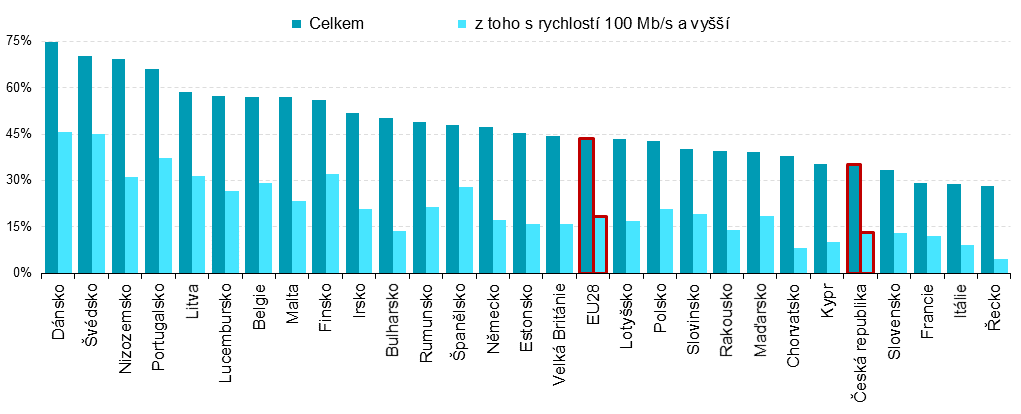 Celkem
z toho s rychlostí 100 Mb/s a vyšší
75%
60%
45%
30%
15%
0%
Dánsko
Švédsko
Nizozemsko
Portugalsko
Litva
Lucembursko
Belgie
Malta
Finsko
Irsko
Bulharsko
Rumunsko
Španělsko
Německo
Estonsko
Velká Británie
EU28
Lotyšsko
Polsko
Slovinsko
Rakousko
Maďarsko
Chorvatsko
Kypr
Česká republika
Slovensko
Francie
Itálie
Řecko